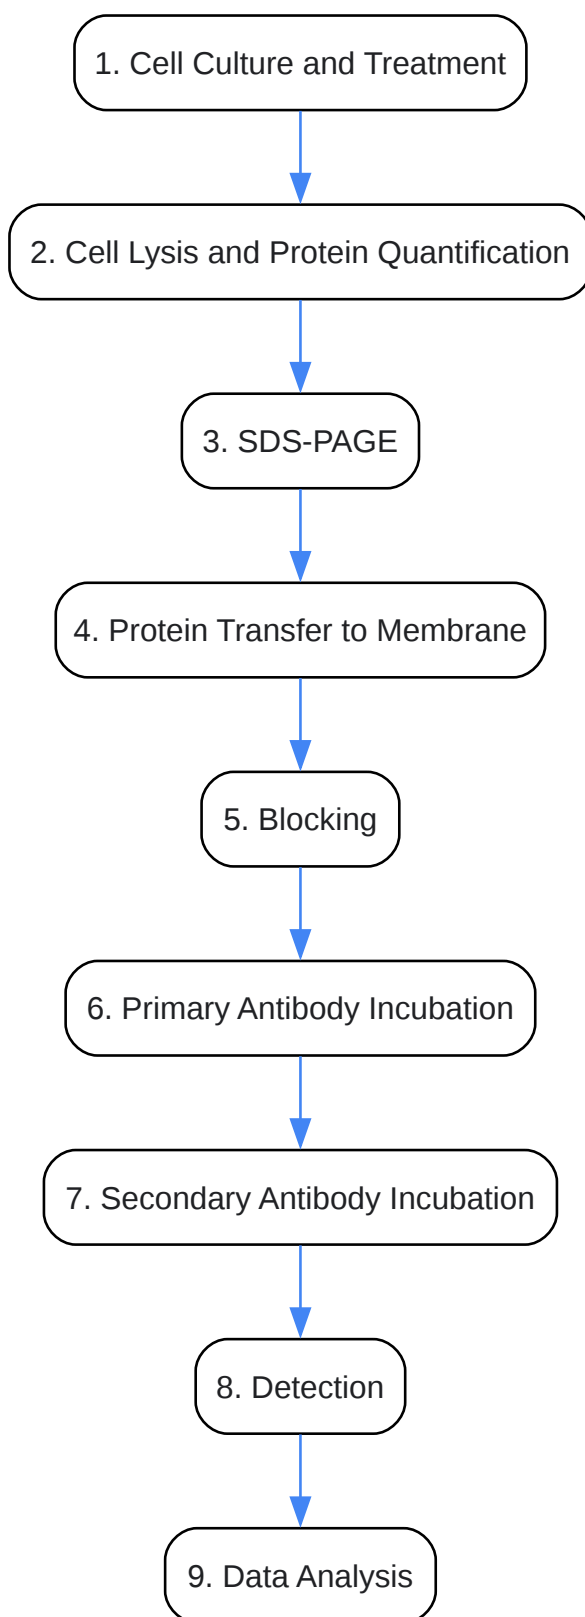 1. Cell Culture and Treatment
2. Cell Lysis and Protein Quantification
3. SDS-PAGE
4. Protein Transfer to Membrane
5. Blocking
6. Primary Antibody Incubation
7. Secondary Antibody Incubation
8. Detection
9. Data Analysis